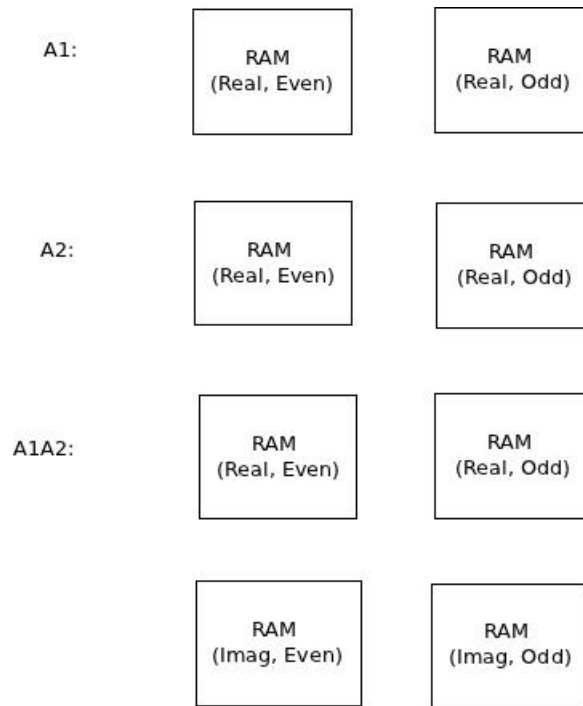 A1:
RAM
(Real, Even)
RAM
(Real, Odd)
A2:
RAM
(Real, Even)
RAM
(Real, Odd)
A1A2:
RAM
(Real, Even)
RAM
(Real, Odd)
RAM
(Imag, Even)
RAM
(Imag, Odd)